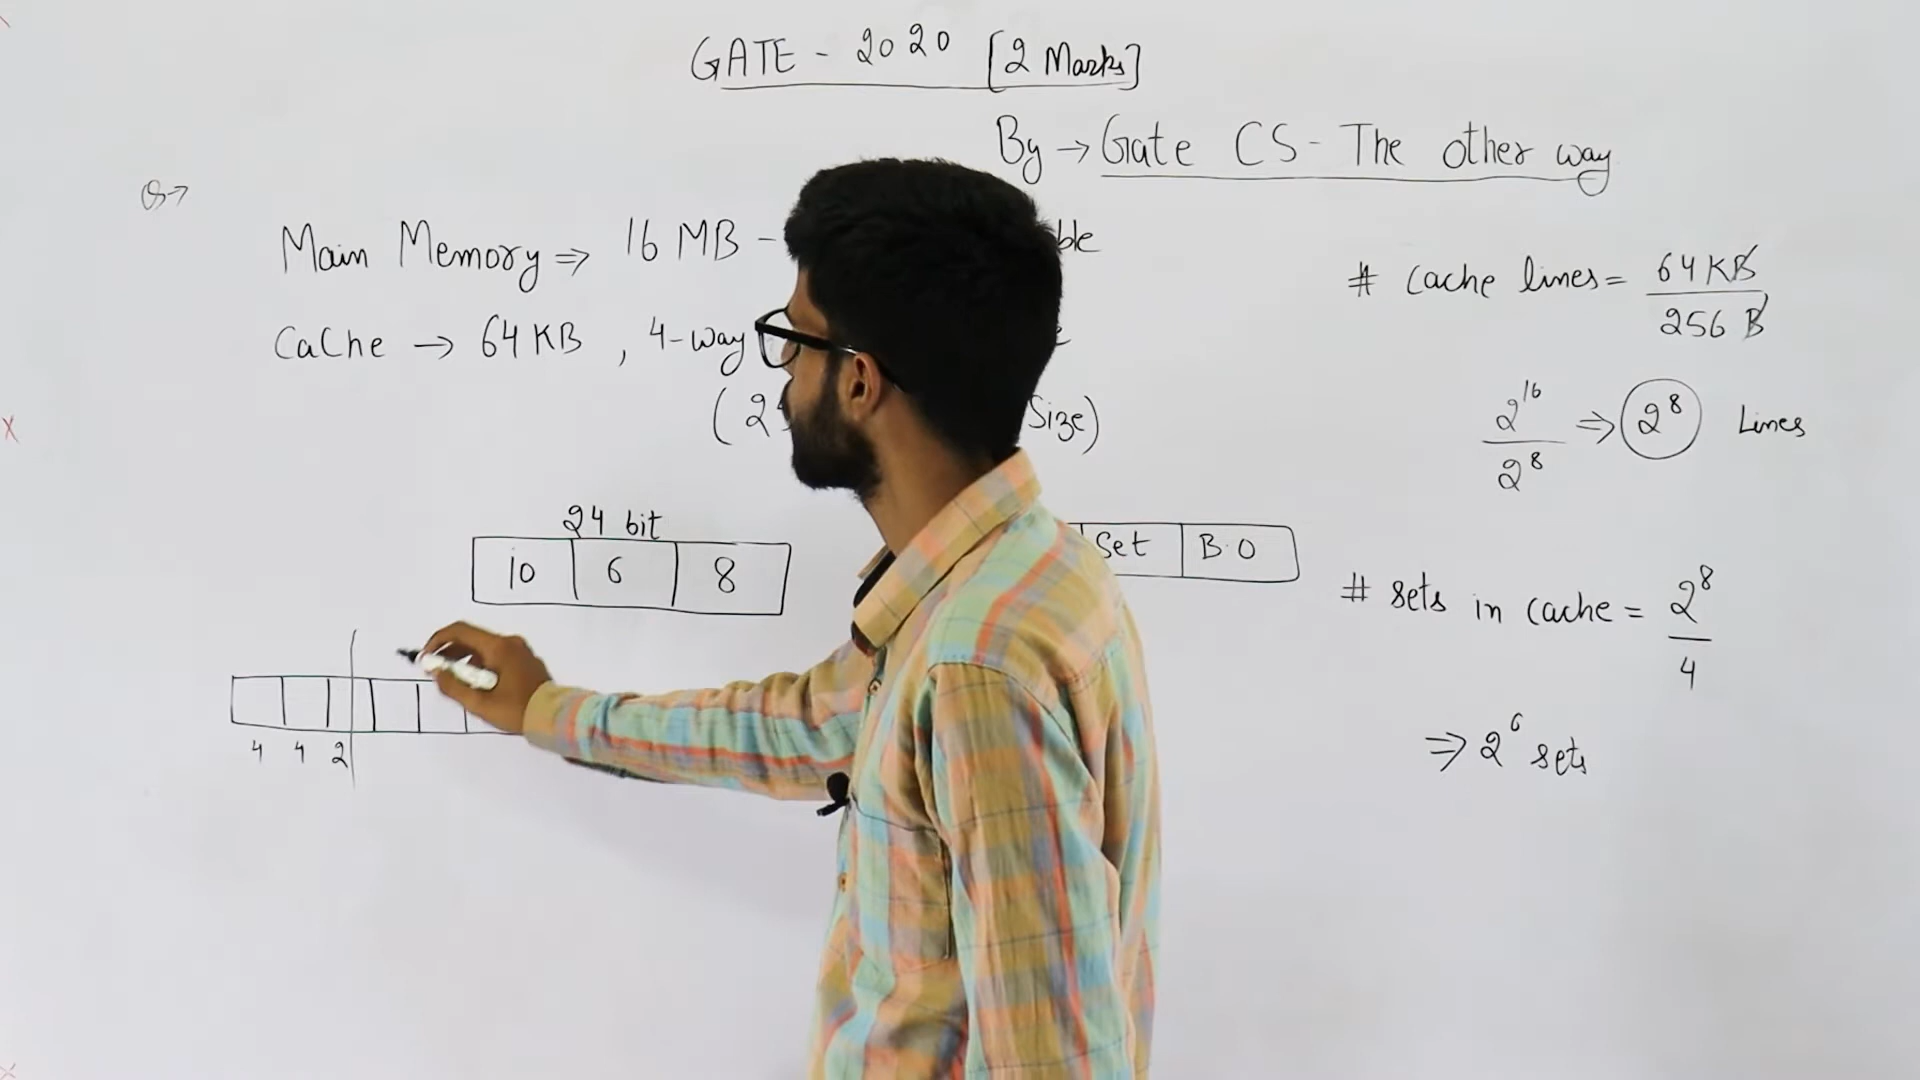 GATE - 2020 [2 Marks]
By → Gate CS - The other way
Q→
Main Memory ⇒ 16 MB -
Cache → 64 KB , 4-way
(2 Size)
# Cache lines = 64 KB / 256 B
2^16 / 2^8 ⇒ 2^8 Lines
24 bit
10 6 8
Set B.O
# sets in cache = 2^8 / 4
⇒ 2^6 sets
4 4 2